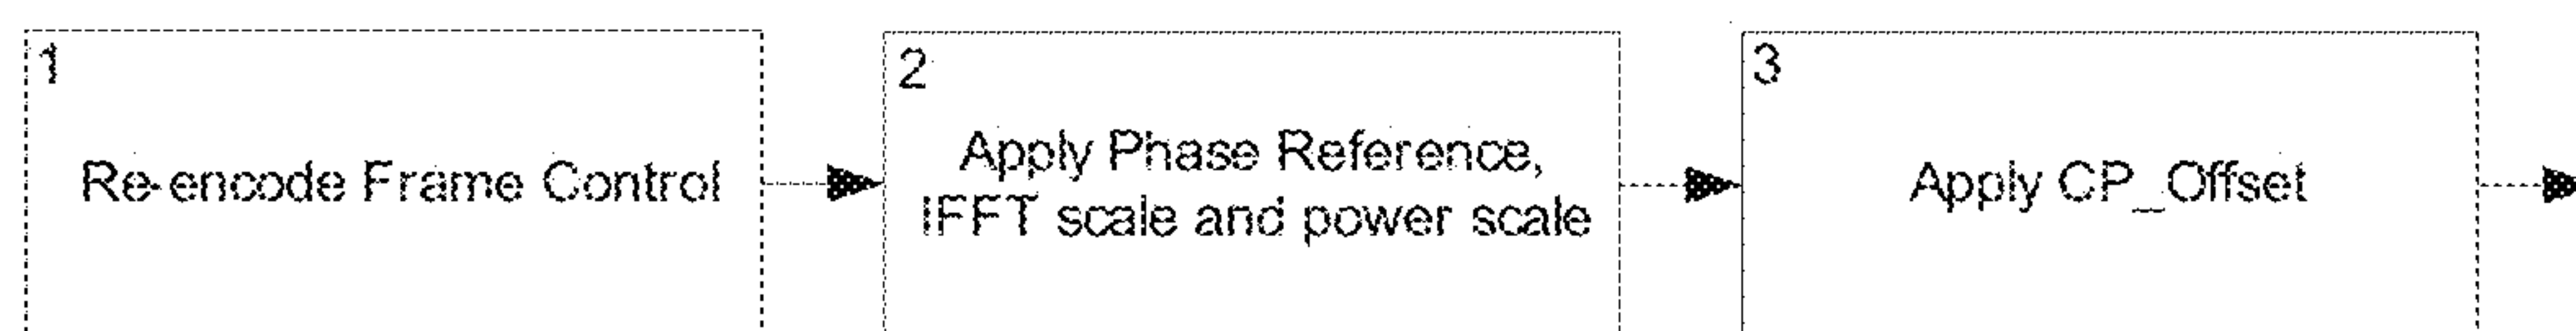 1
Re-encode Frame Control
2
Apply Phase Reference,
IFFT scale and power scale
3
Apply CP_Offset